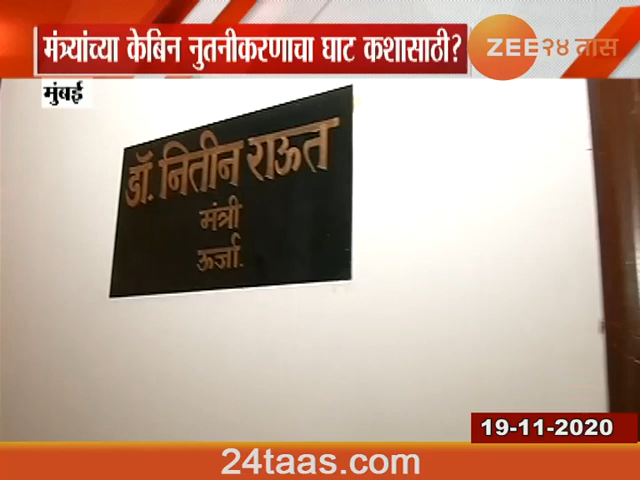 मंत्र्यांच्या केबिन नुतनीकरणाचा घाट कशासाठी?
ZEE २४ तास
मुंबई
डॉ. नितीन राऊत
मंत्री
ऊर्जा.
19-11-2020
24taas.com